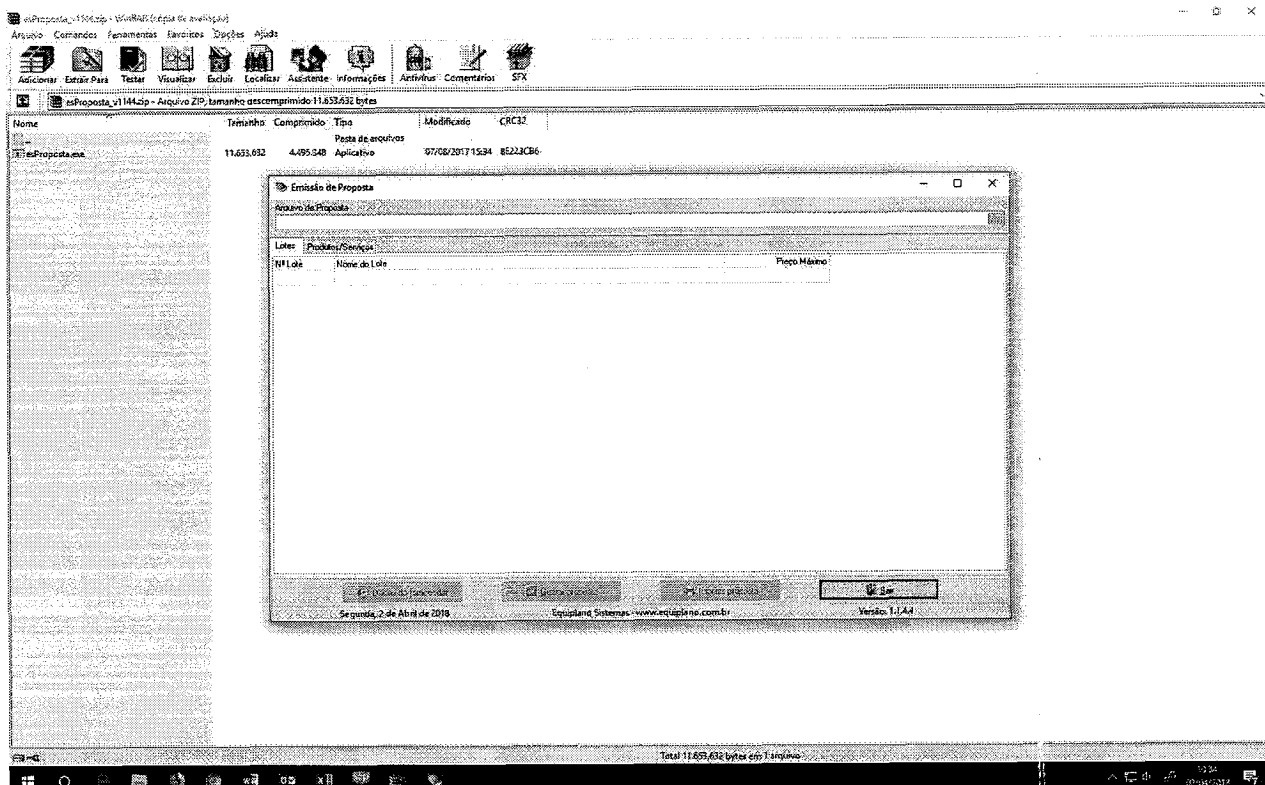 esProposta_v1144.zip - WinRAR (cópia de avaliação)
Arquivo Comandos Ferramentas Favoritos Opções Ajuda
Adicionar Extrair Para Testar Visualizar Excluir Localizar Assistente Informações Antivírus Comentários SFX
esProposta_v1144.zip - Arquivo ZIP, tamanho descomprimido 11.653.632 bytes
Nome Tamanho Comprimido Tipo Modificado CRC32
.. Pasta de arquivos
esProposta.exe 11.653.632 4.495.848 Aplicativo 07/08/2017 15:34 8E223CB6
Emissão de Proposta
Arquivo de Proposta
Lotes Produtos/Serviços
Nº Lote Nome do Lote Preço Máximo
Sair
Segunda, 2 de Abril de 2018 Equiplano Sistemas - www.equiplano.com.br Versão: 1.1.4.4
Total 11.653.632 bytes em 1 arquivo